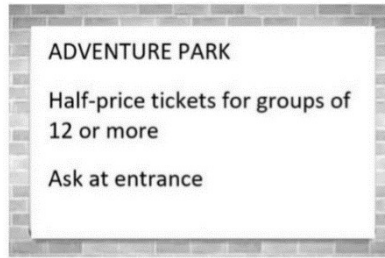 ADVENTURE PARK
Half-price tickets for groups of
12 or more
Ask at entrance